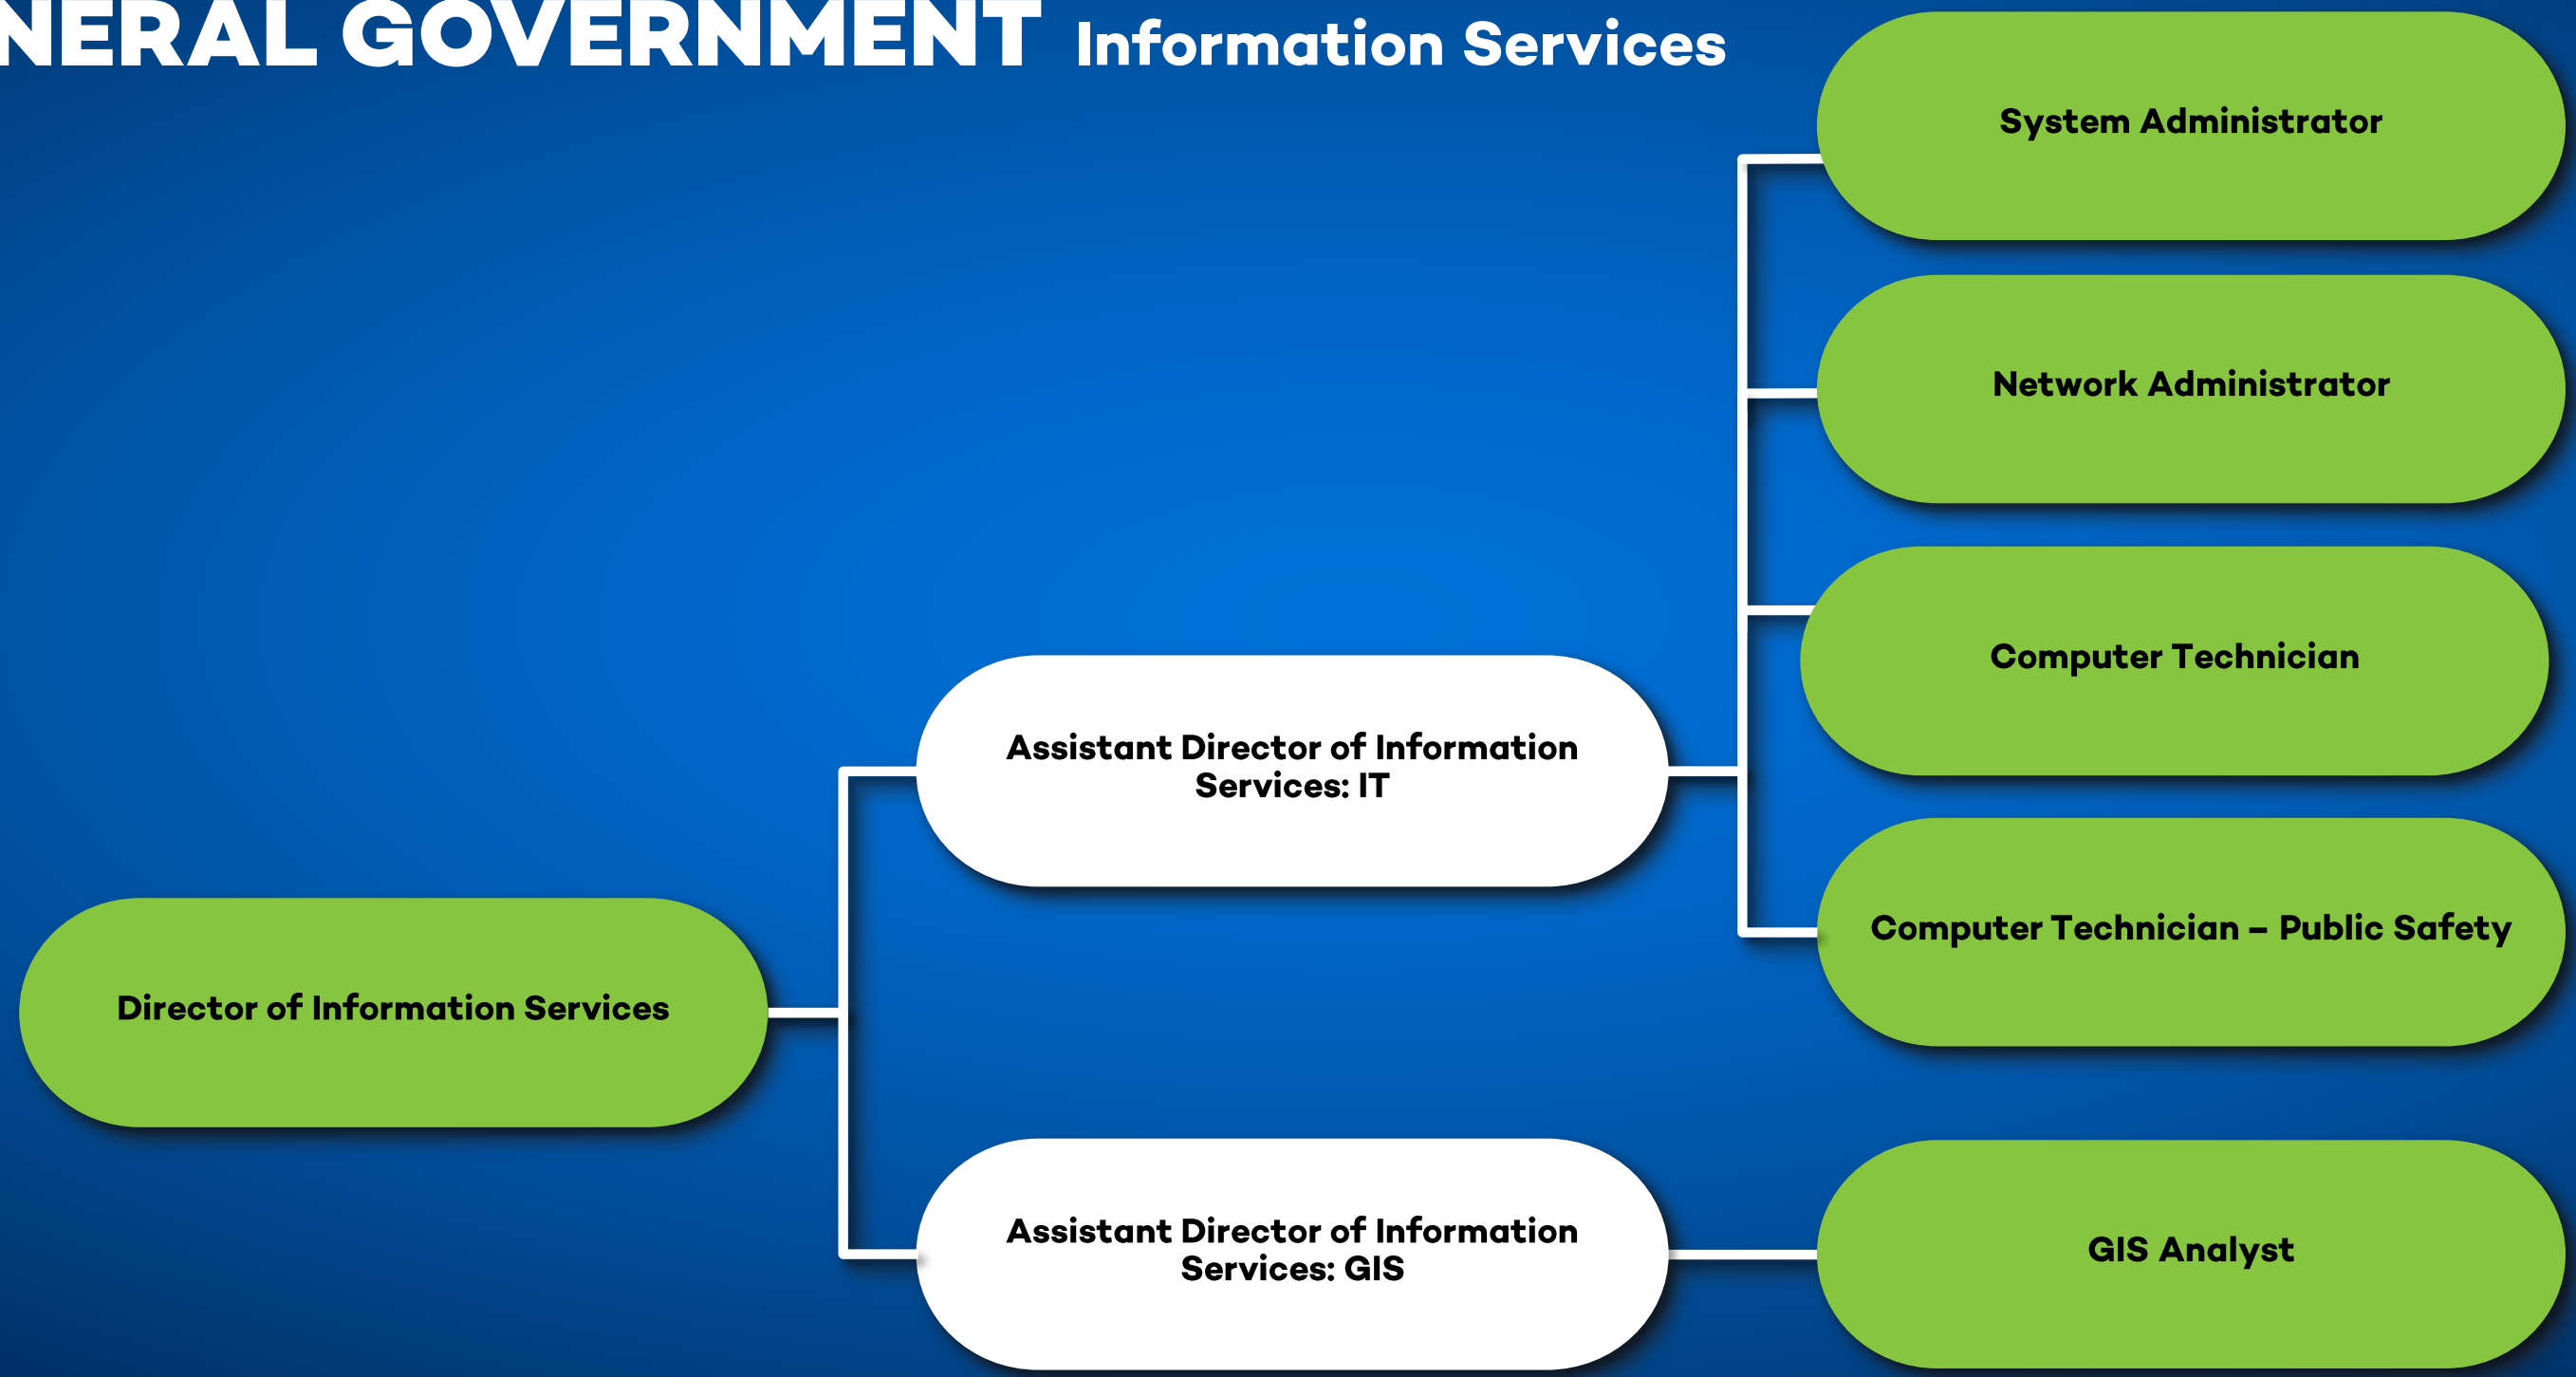 NERAL GOVERNMENT Information Services
System Administrator
Network Administrator
Computer Technician
Assistant Director of Information
Services: IT
Computer Technician – Public Safety
Director of Information Services
Assistant Director of Information
Services: GIS
GIS Analyst